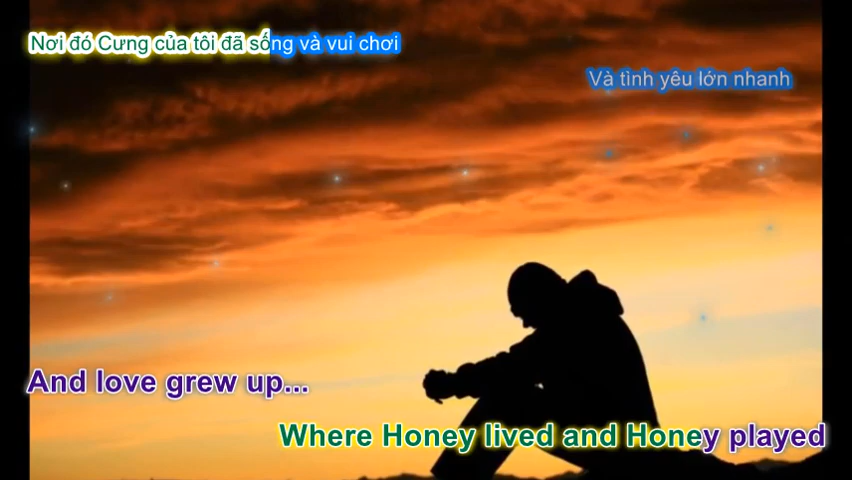 Nơi đó Cưng của tôi đã sống và vui chơi
Và tình yêu lớn nhanh
And love grew up...
Where Honey lived and Honey played